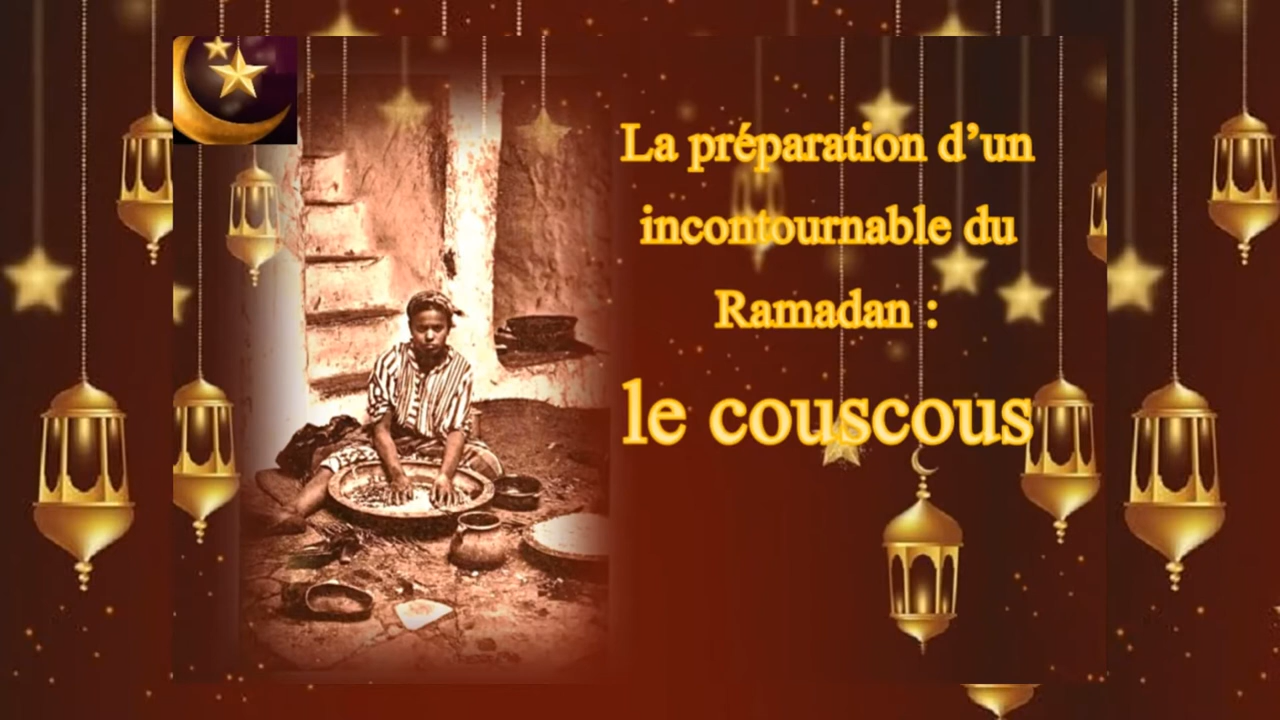 La préparation d’un
incontournable du
Ramadan :
le couscous